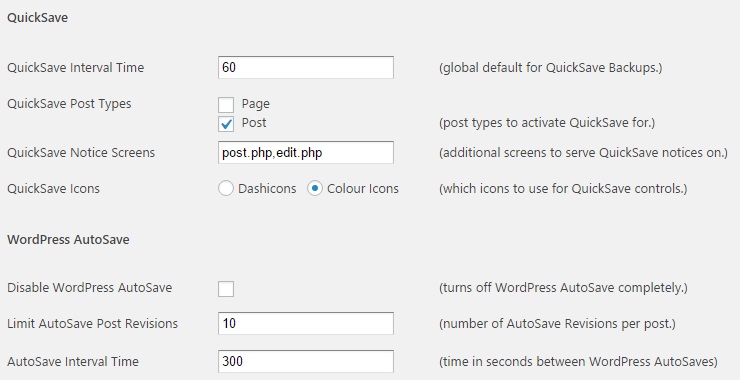 QuickSave
QuickSave Interval Time 60 (global default for QuickSave Backups.)
QuickSave Post Types Page
Post (post types to activate QuickSave for.)
QuickSave Notice Screens post.php,edit.php (additional screens to serve QuickSave notices on.)
QuickSave Icons Dashicons Colour Icons (which icons to use for QuickSave controls.)
WordPress AutoSave
Disable WordPress AutoSave (turns off WordPress AutoSave completely.)
Limit AutoSave Post Revisions 10 (number of AutoSave Revisions per post.)
AutoSave Interval Time 300 (time in seconds between WordPress AutoSaves)